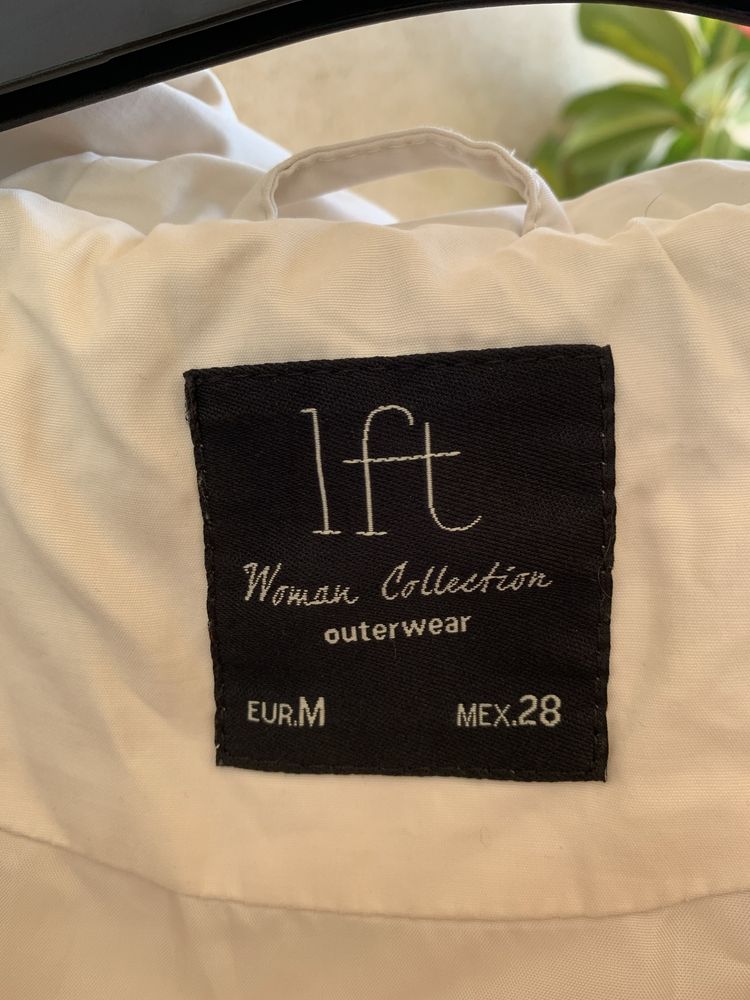 lft
Woman Collection
outerwear
EUR.M MEX.28